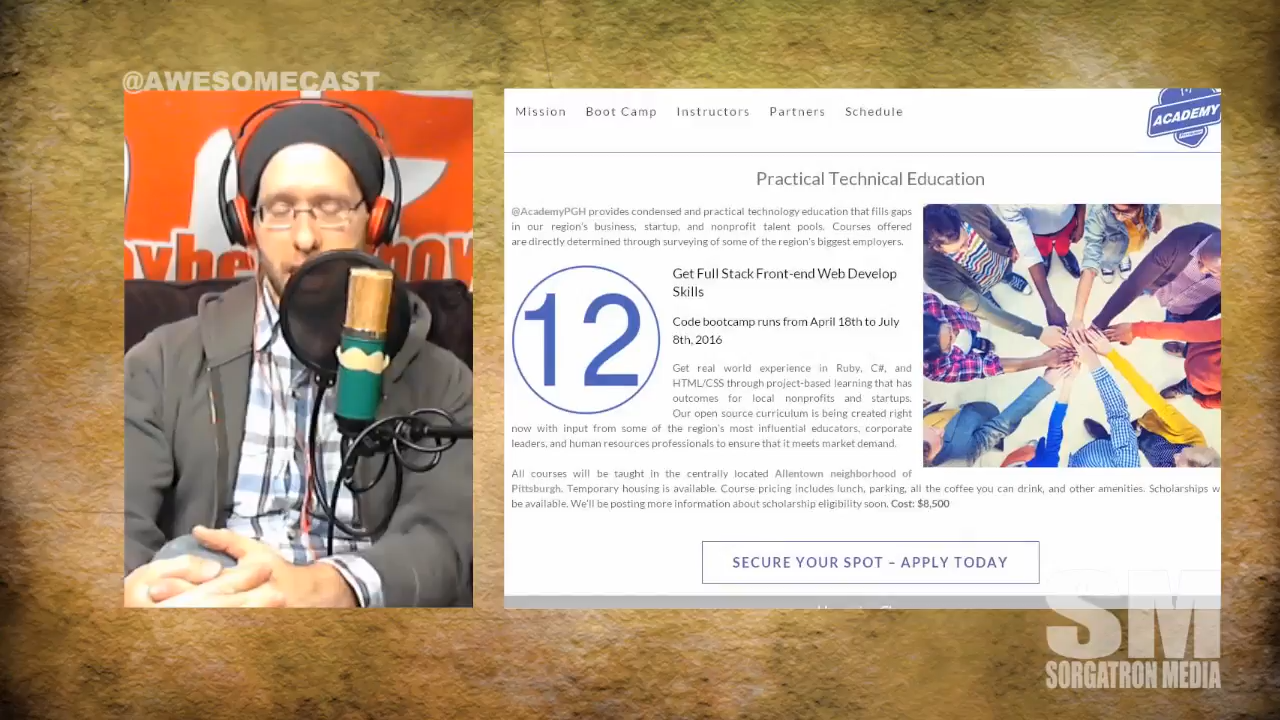 @AWESOMECAST
Mission Boot Camp Instructors Partners Schedule
ACADEMY
Practical Technical Education
@AcademyPGH provides condensed and practical technology education that fills gaps
in our region's business, startup, and nonprofit talent pools. Courses offered
are directly determined through surveying of some of the region's biggest employers.
12
Get Full Stack Front-end Web Develop
Skills
Code bootcamp runs from April 18th to July
8th, 2016
Get real world experience in Ruby, C#, and
HTML/CSS through project-based learning that has
outcomes for local nonprofits and startups.
Our open source curriculum is being created right
now with input from some of the region's most influential educators, corporate
leaders, and human resources professionals to ensure that it meets market demand.
All courses will be taught in the centrally located Allentown neighborhood of
Pittsburgh. Temporary housing is available. Course pricing includes lunch, parking, all the coffee you can drink, and other amenities. Scholarships w
be available. We'll be posting more information about scholarship eligibility soon. Cost: $8,500
SECURE YOUR SPOT – APPLY TODAY
SM
SORGATRON MEDIA